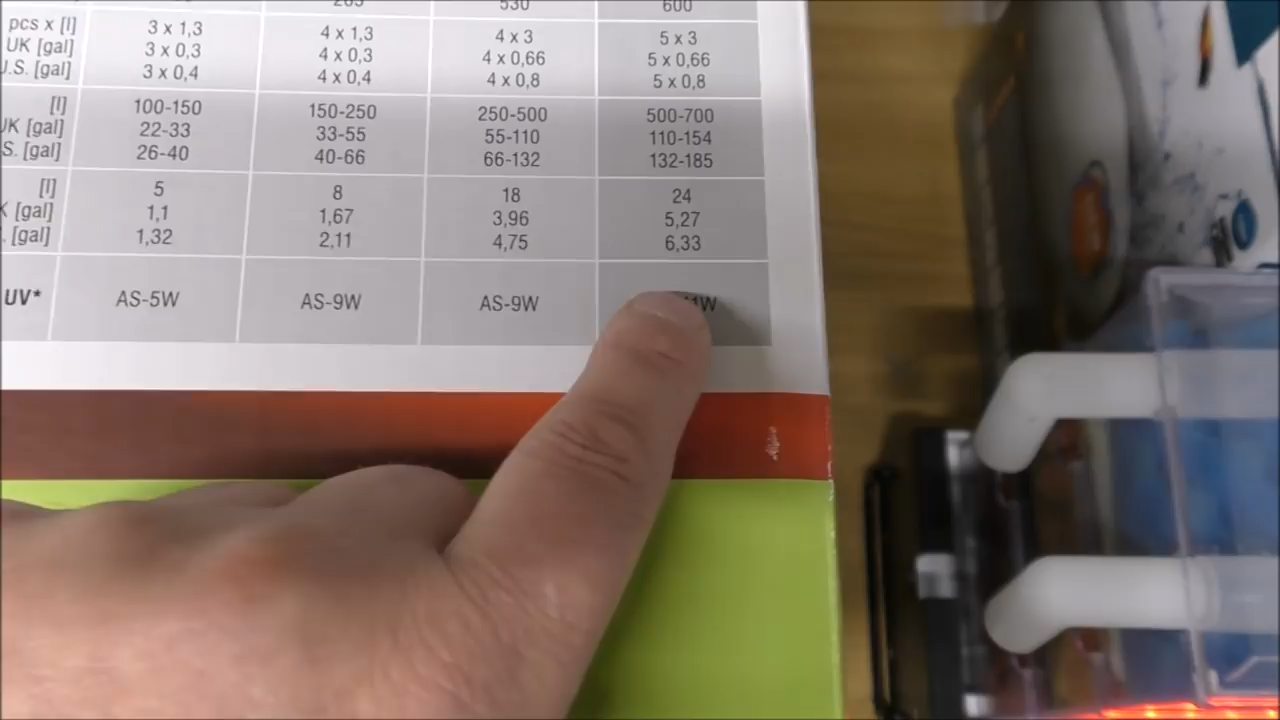 530 600
pcs x [l] 3 x 1,3 4 x 1,3 4 x 3 5 x 3
UK [gal] 3 x 0,3 4 x 0,3 4 x 0,66 5 x 0,66
U.S. [gal] 3 x 0,4 4 x 0,4 4 x 0,8 5 x 0,8
[l] 100-150 150-250 250-500 500-700
UK [gal] 22-33 33-55 55-110 110-154
S. [gal] 26-40 40-66 66-132 132-185
[l] 5 8 18 24
K [gal] 1,1 1,67 3,96 5,27
. [gal] 1,32 2,11 4,75 6,33
UV* AS-5W AS-9W AS-9W